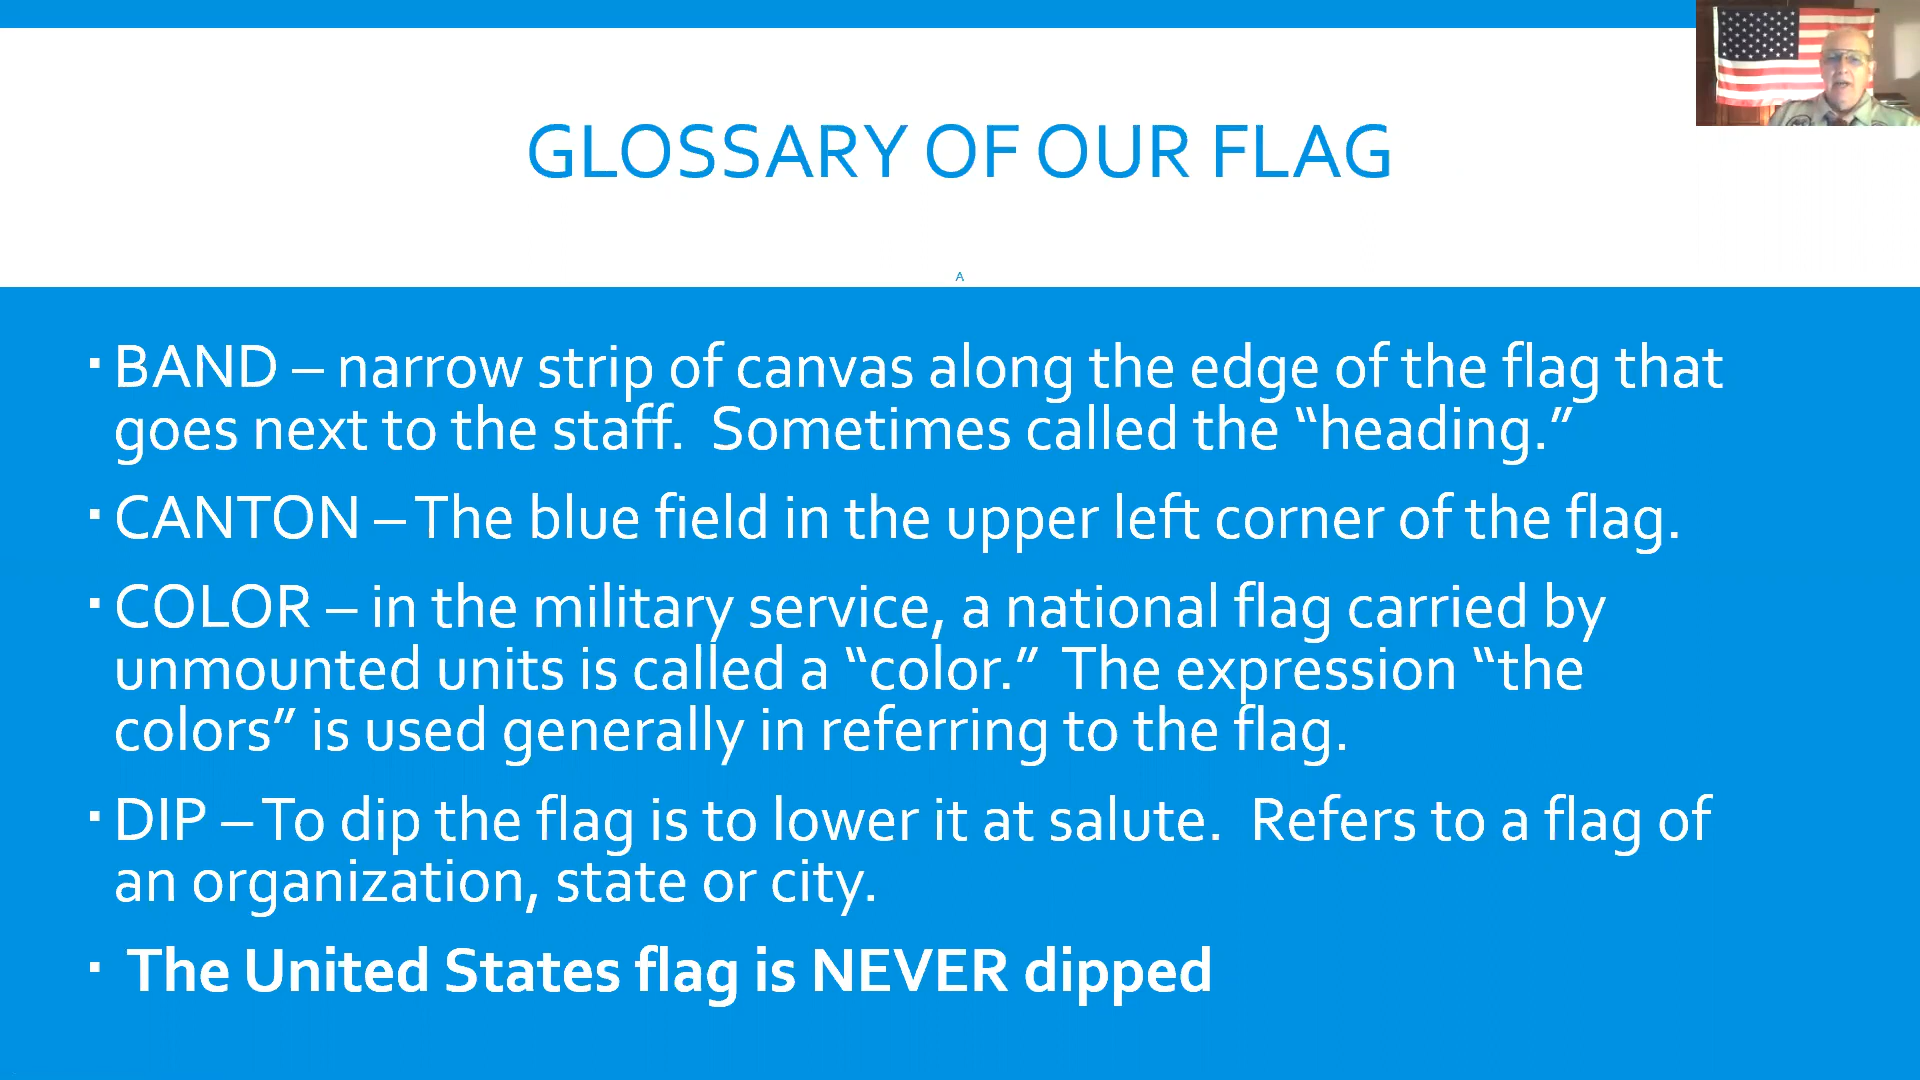 GLOSSARY OF OUR FLAG
A
▪ BAND – narrow strip of canvas along the edge of the flag that
goes next to the staff.  Sometimes called the “heading.”
▪ CANTON – The blue field in the upper left corner of the flag.
▪ COLOR – in the military service, a national flag carried by
unmounted units is called a “color.”  The expression “the
colors” is used generally in referring to the flag.
▪ DIP – To dip the flag is to lower it at salute.  Refers to a flag of
an organization, state or city.
▪ The United States flag is NEVER dipped